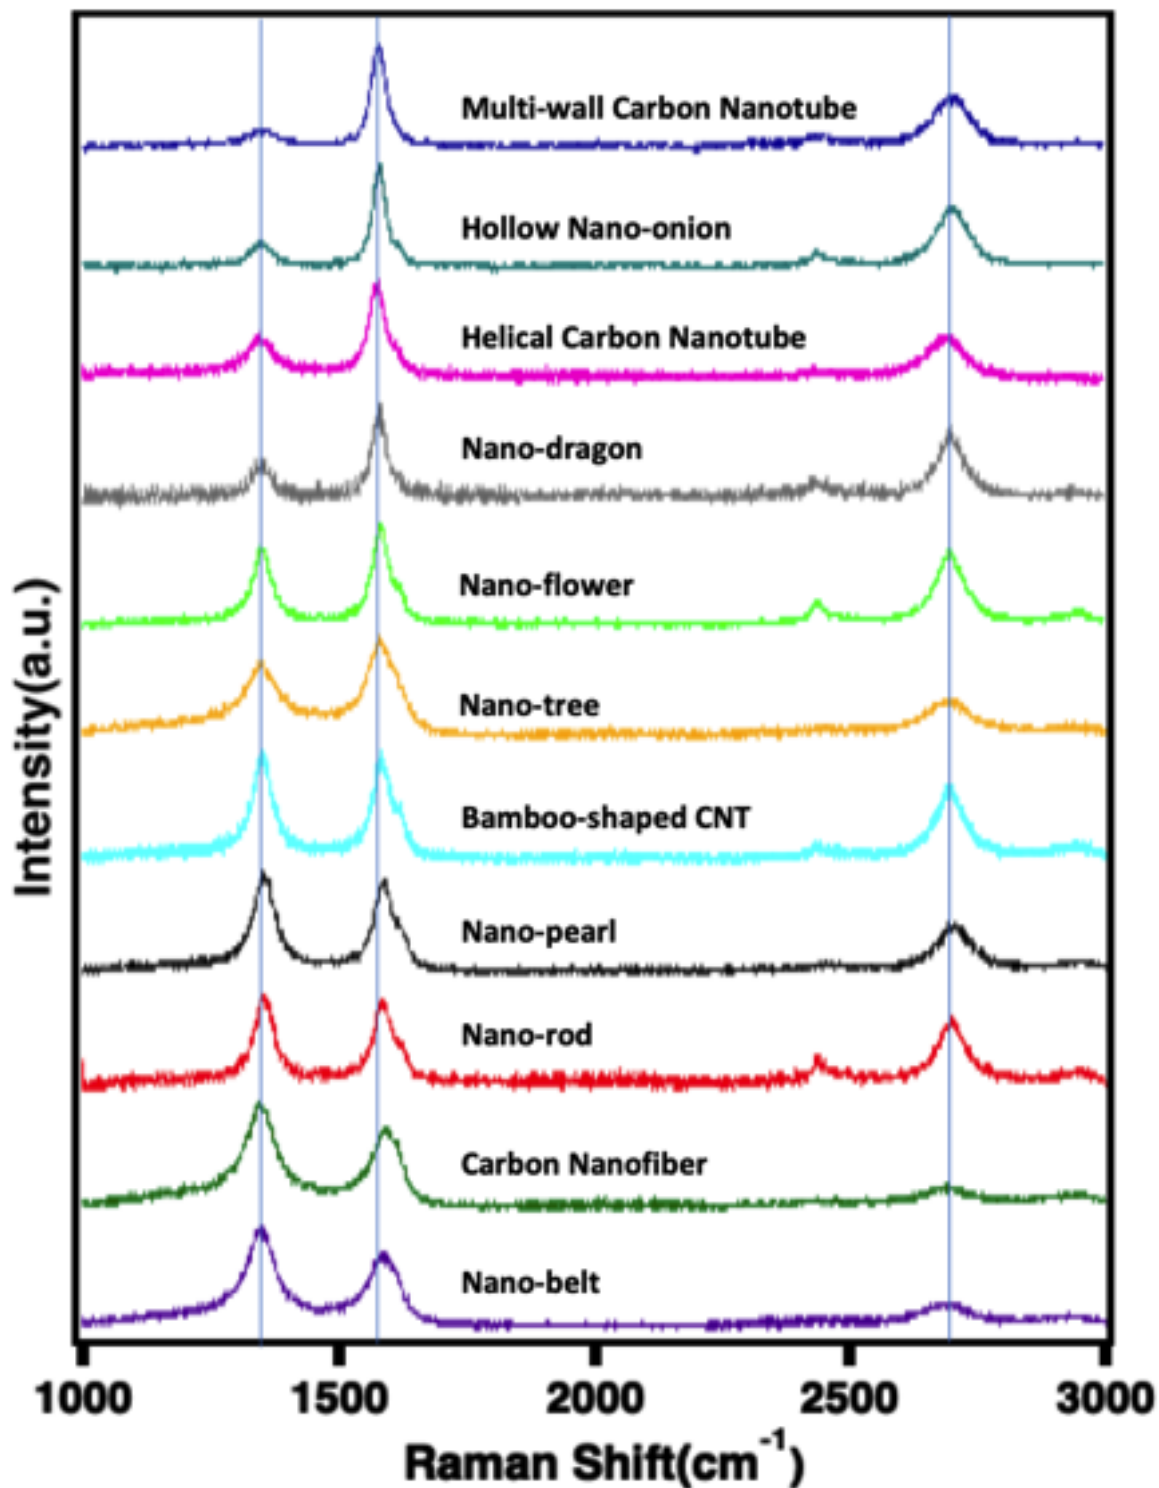 Multi-wall Carbon Nanotube
Hollow Nano-onion
Helical Carbon Nanotube
Nano-dragon
Nano-flower
Nano-tree
Bamboo-shaped CNT
Nano-pearl
Nano-rod
Carbon Nanofiber
Nano-belt
Intensity(a.u.)
1000 1500 2000 2500 3000
Raman Shift(cm⁻¹)